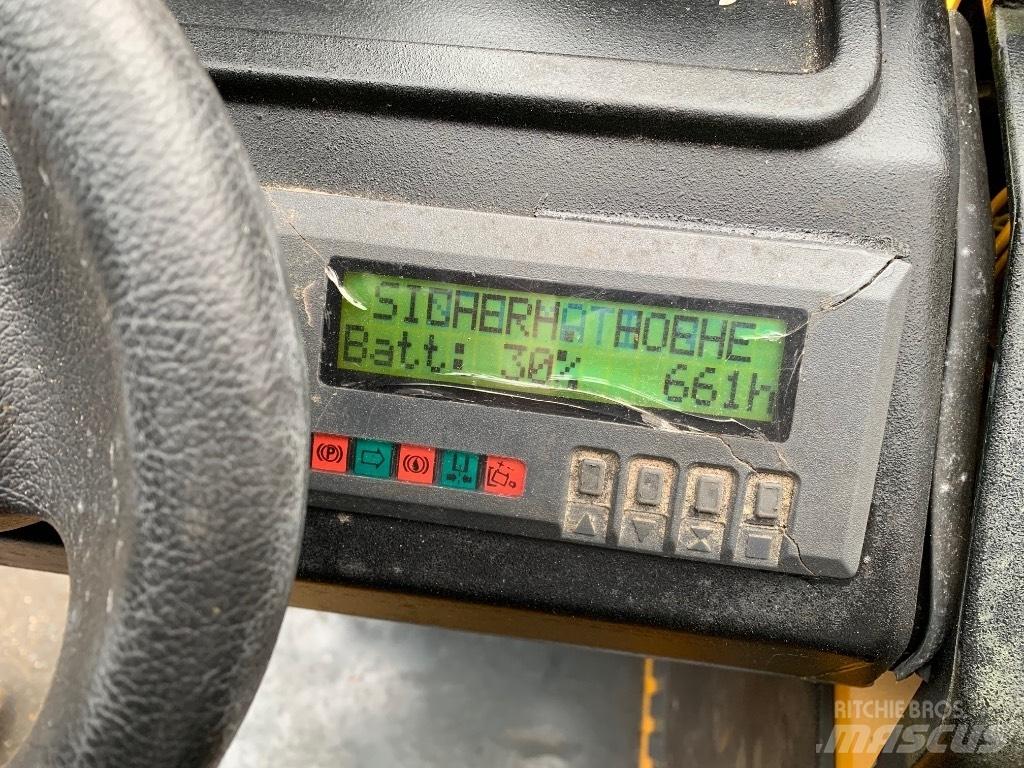 Batt: 30% 661h
(P)
RITCHIE BROS.
MASCUS